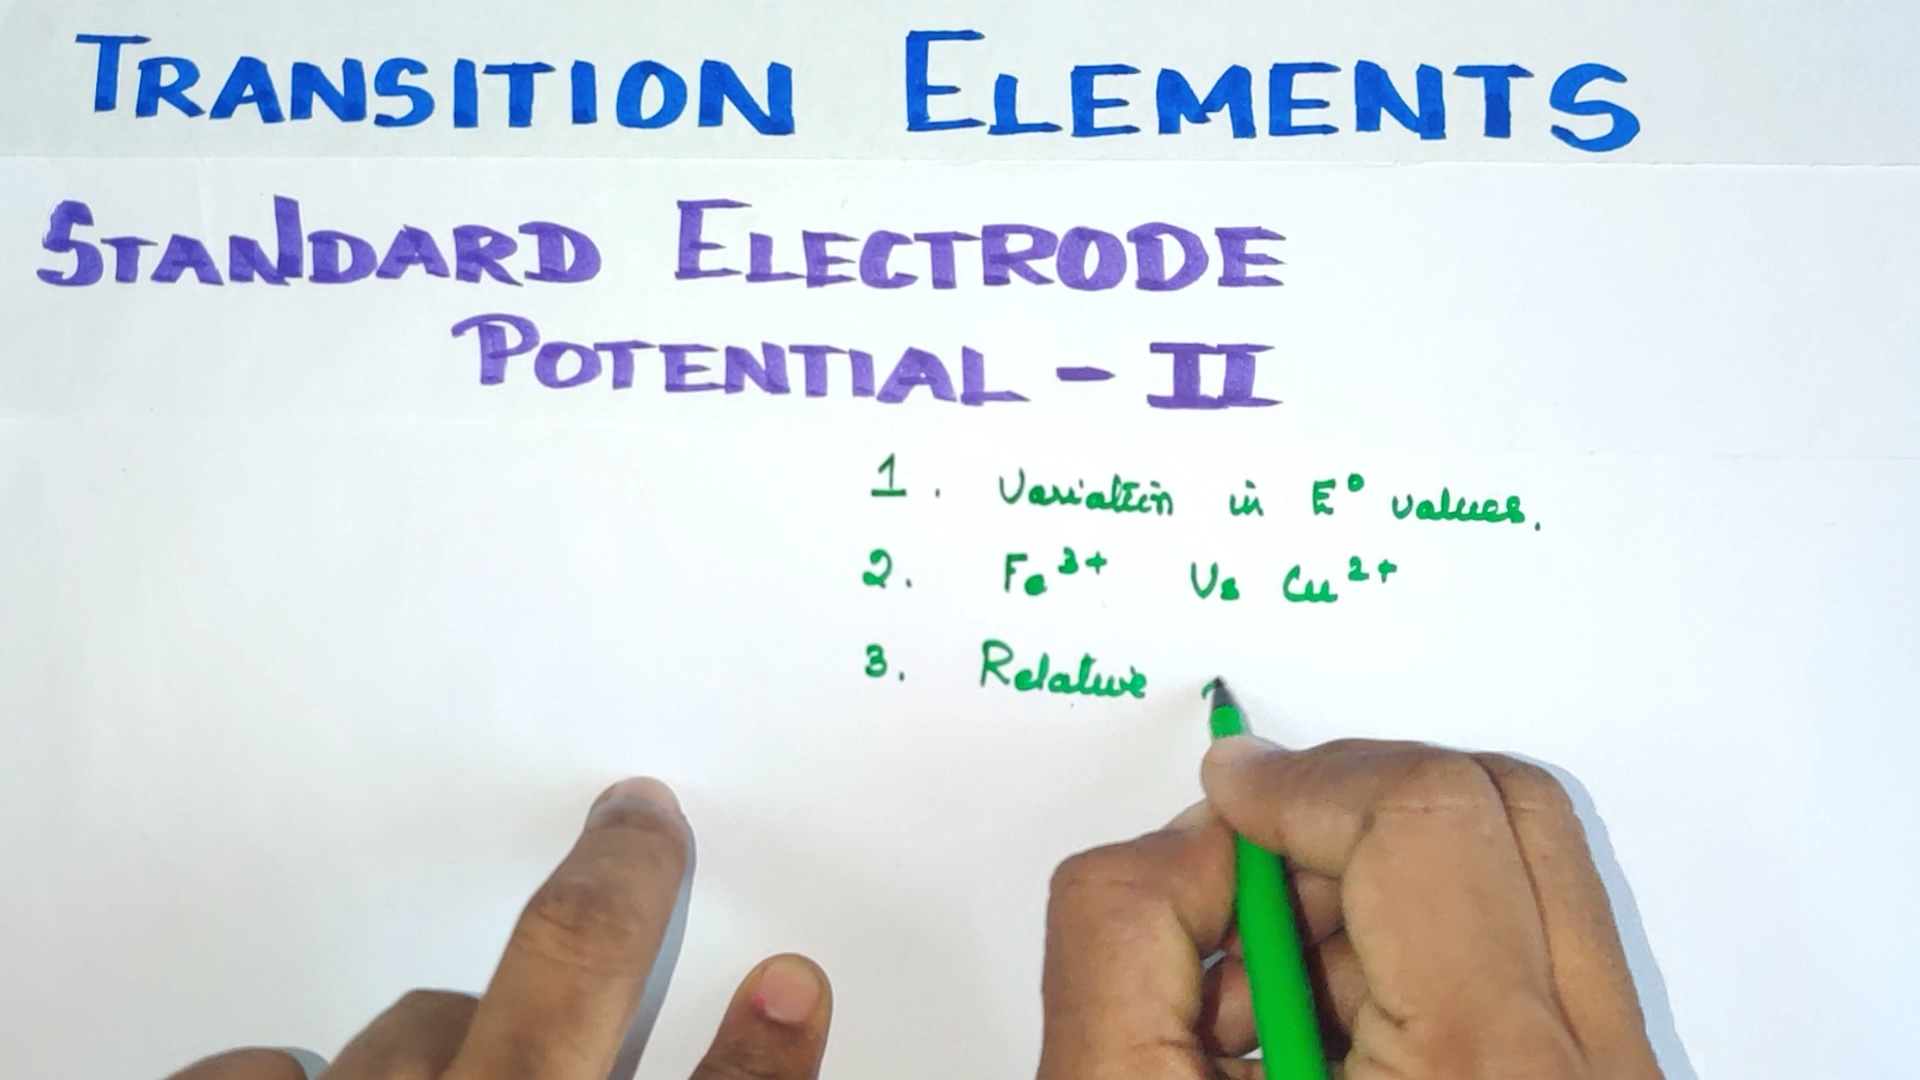 TRANSITION ELEMENTS
STANDARD ELECTRODE
POTENTIAL - II
1. Variation in E° values.
2. Fe³⁺ Vs Cu²⁺
3. Relative